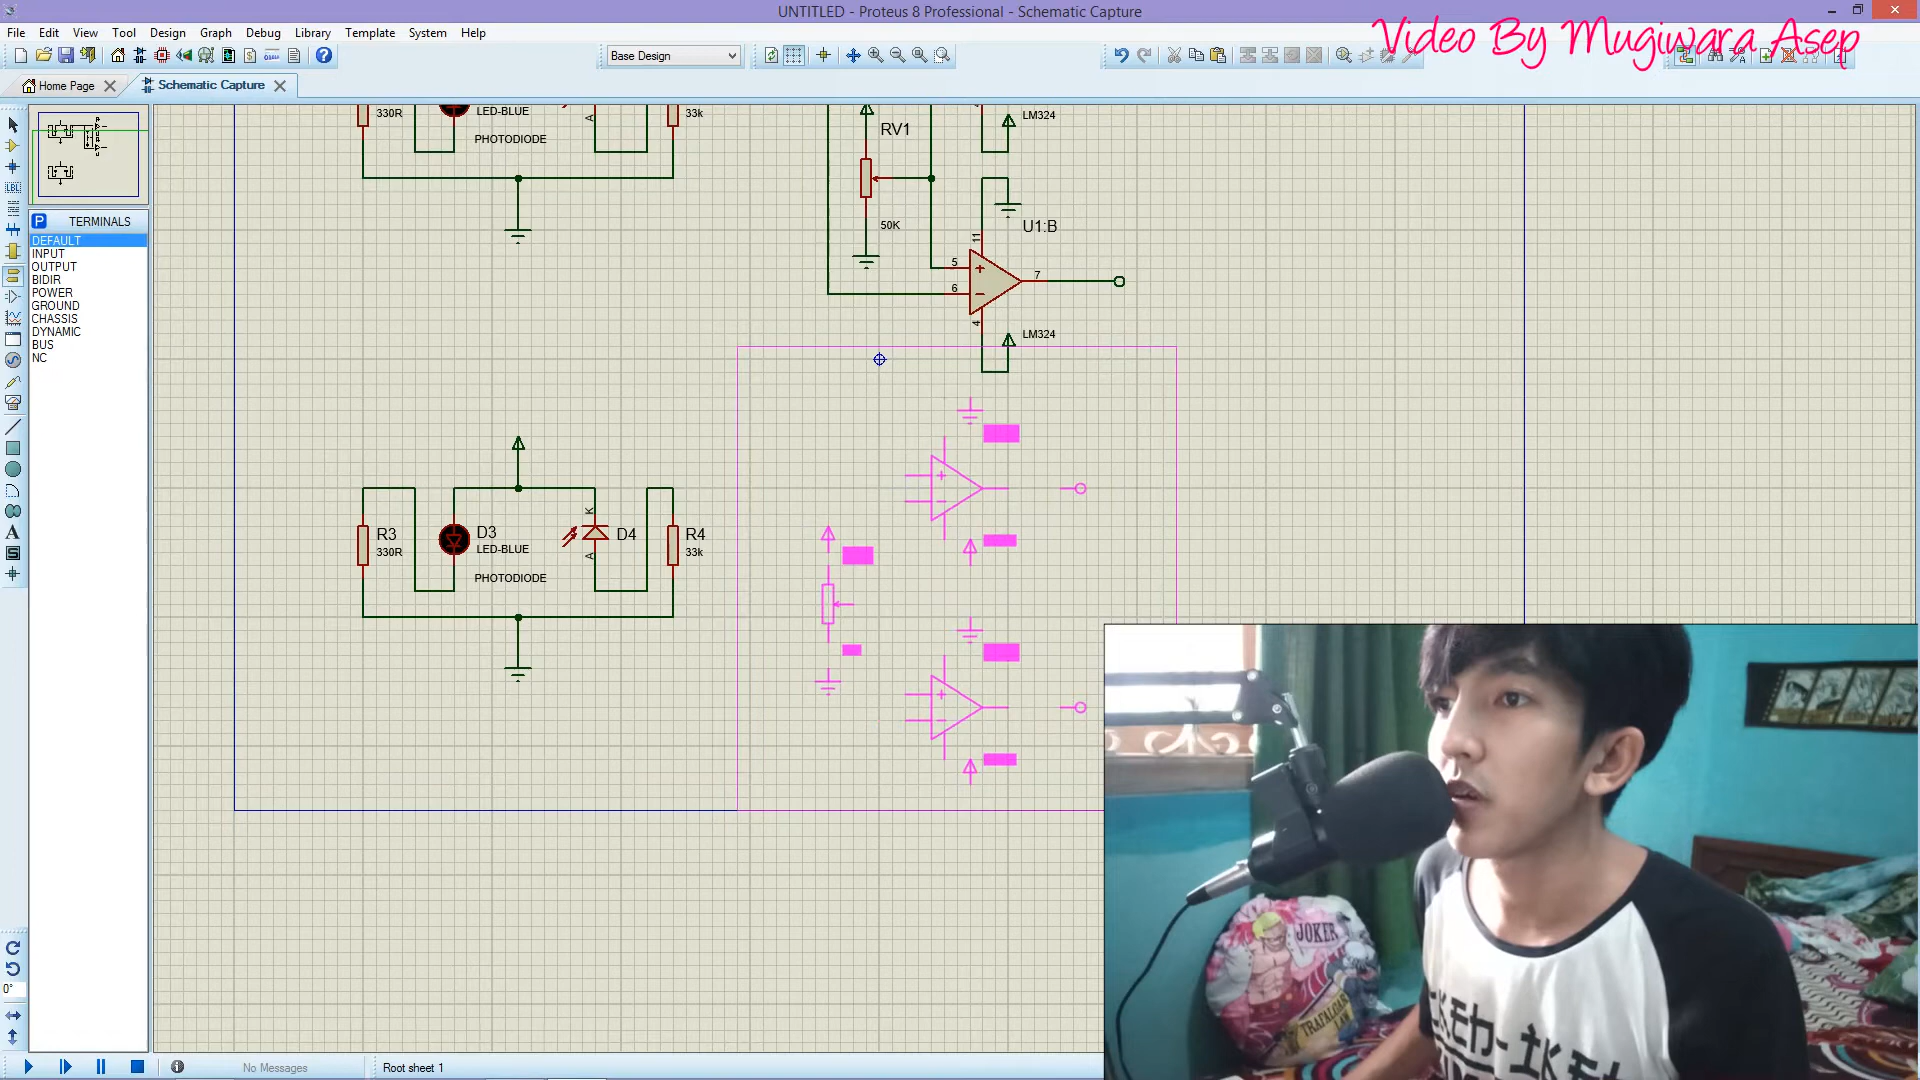 UNTITLED - Proteus 8 Professional - Schematic Capture
Video By Mugiwara Asep
File Edit View Tool Design Graph Debug Library Template System Help
Base Design
Home Page
Schematic Capture
TERMINALS
DEFAULT
INPUT
OUTPUT
BIDIR
POWER
GROUND
CHASSIS
DYNAMIC
BUS
NC
LBL
330R
LED-BLUE
PHOTODIODE
A
33k
RV1
50K
LM324
U1:B
11
5
6
7
4
LM324
R3
330R
D3
LED-BLUE
PHOTODIODE
K
A
D4
R4
33k
0°
No Messages
Root sheet 1
JOKER
TRAFALGAR
LAW